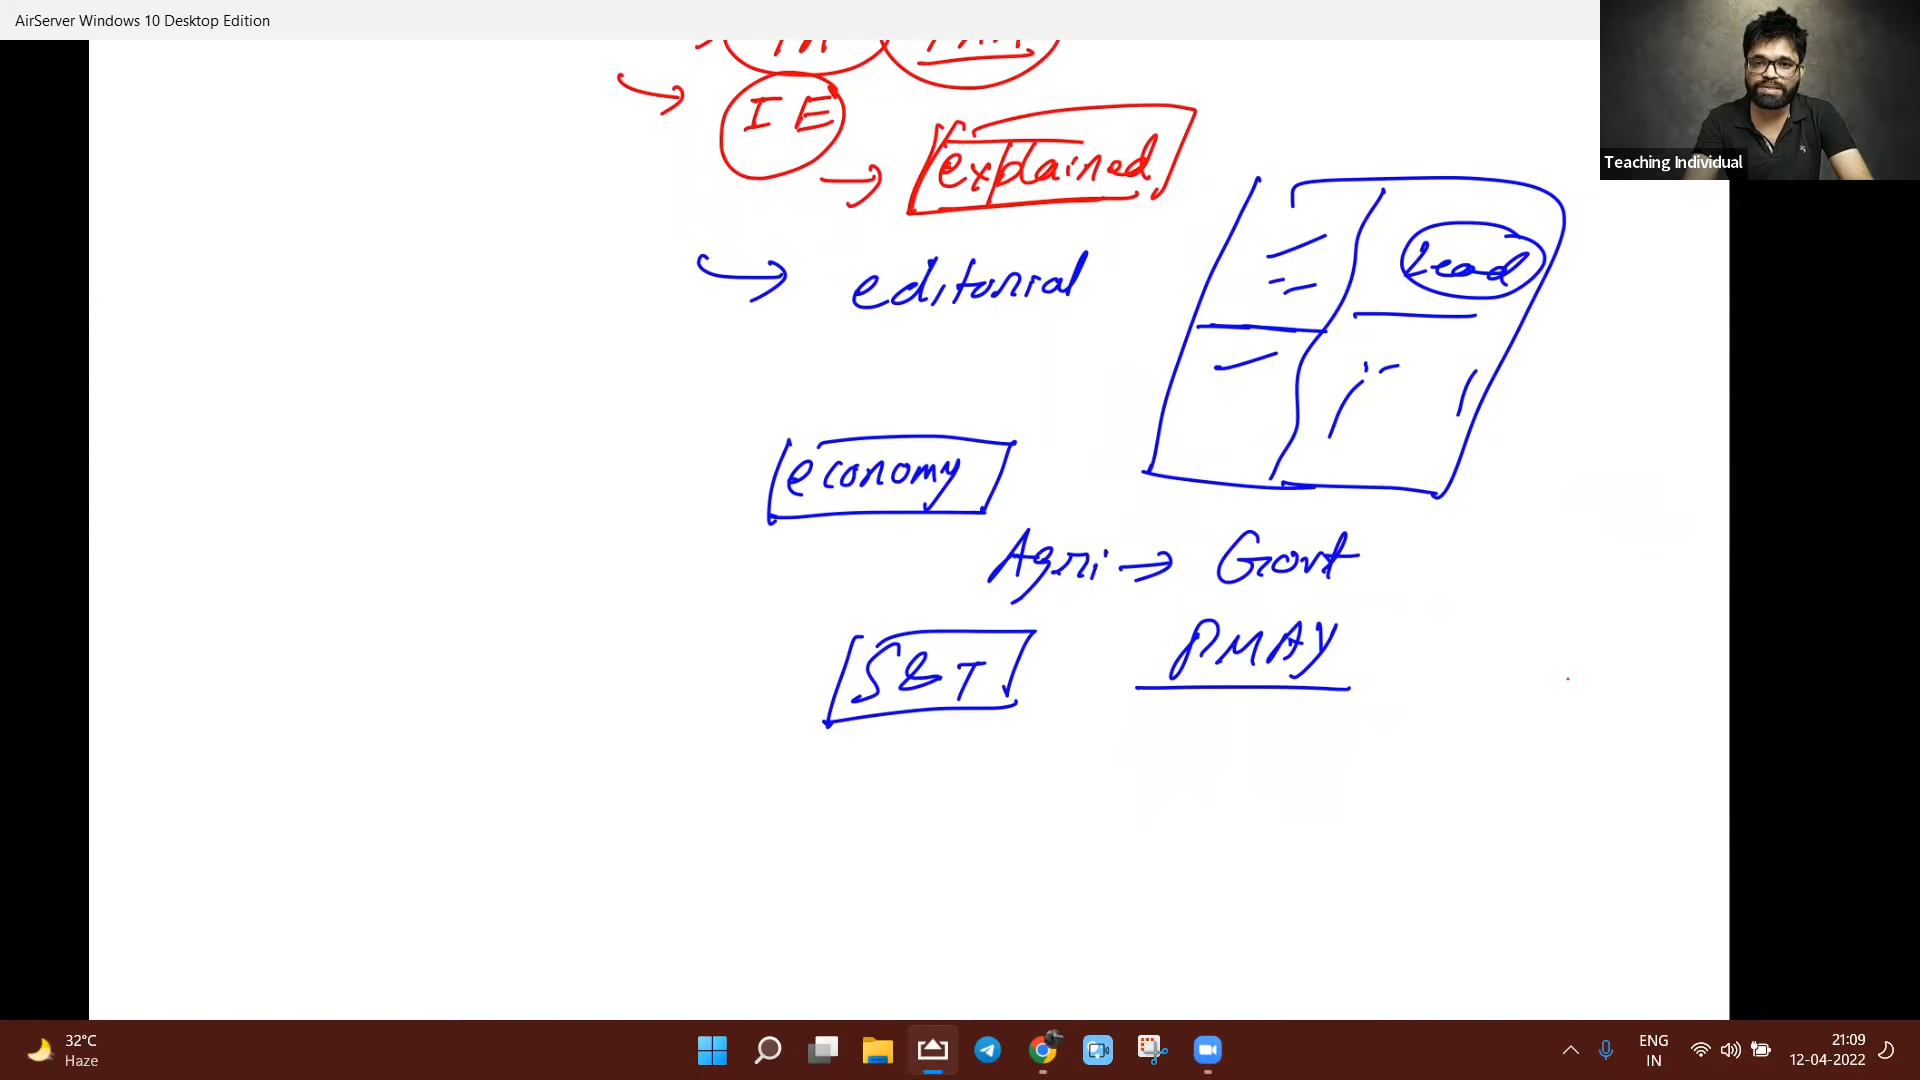 AirServer Windows 10 Desktop Edition
Teaching Individual
IE
explained
editorial
Lead
economy
Agri → Govt
S&T
PMAY
32°C
Haze
ENG
IN
21:09
12-04-2022